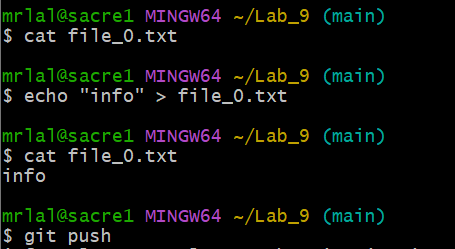 mrlal@sacre1 MINGW64 ~/Lab_9 (main)
$ cat file_0.txt
mrlal@sacre1 MINGW64 ~/Lab_9 (main)
$ echo "info" > file_0.txt
mrlal@sacre1 MINGW64 ~/Lab_9 (main)
$ cat file_0.txt
info
mrlal@sacre1 MINGW64 ~/Lab_9 (main)
$ git push